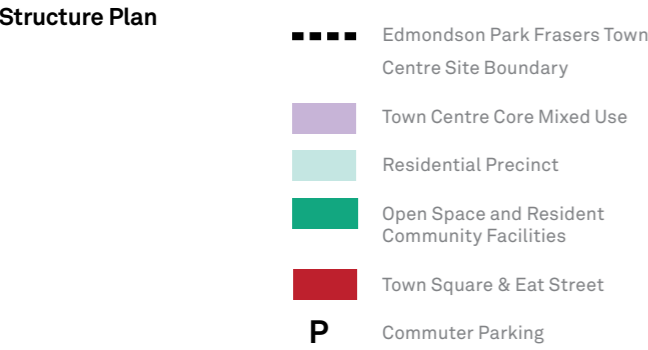 Structure Plan
Edmondson Park Frasers Town
Centre Site Boundary
Town Centre Core Mixed Use
Residential Precinct
Open Space and Resident
Community Facilities
Town Square & Eat Street
P Commuter Parking